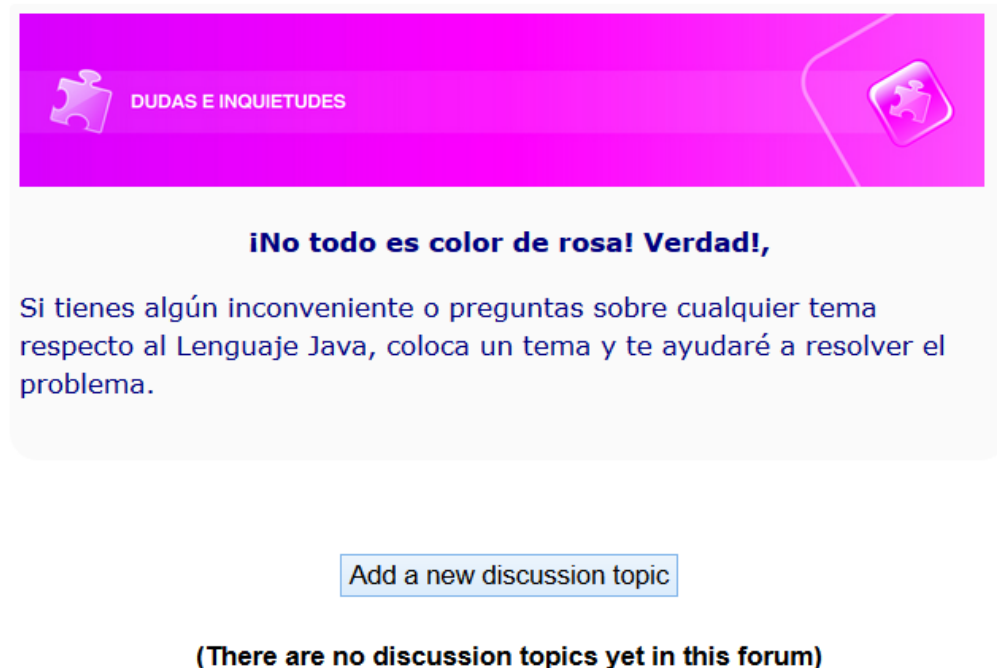 DUDAS E INQUIETUDES
¡No todo es color de rosa! Verdad!,
Si tienes algún inconveniente o preguntas sobre cualquier tema
respecto al Lenguaje Java, coloca un tema y te ayudaré a resolver el
problema.
Add a new discussion topic
(There are no discussion topics yet in this forum)